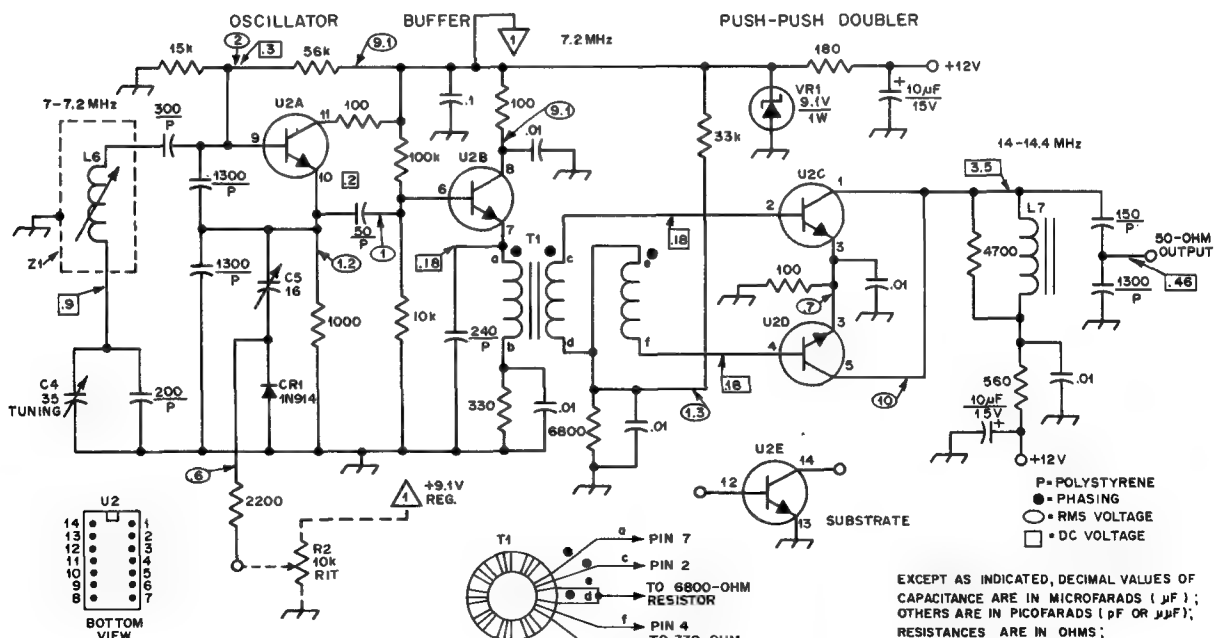 OSCILLATOR
BUFFER
PUSH-PUSH DOUBLER
1
7.2 MHz
15k
2
.3
56k
9.1
180
+12V
+
10µF
15V
VR1
9.1V
1W
7-7.2 MHz
300
P
U2A
11
100
9
10
.1
100
9.1
.01
33k
100k
U2B
8
6
7
L6
Z1
1300
P
.2
50
P
1
.9
1300
P
C5
16
1.2
1000
10k
.18
240
P
a
T1
c
b
d
e
f
.18
.18
U2C
1
2
3
100
.01
.7
U2D
3
4
5
10
14-14.4 MHz
3.5
L7
4700
150
P
50-OHM
OUTPUT
1300
P
.46
560
.01
10µF
15V
+
+12V
C4
35
TUNING
200
P
CR1
1N914
330
.01
6800
.01
1.3
.6
2200
1
+9.1V
REG.
R2
10k
RIT
U2
14
13
12
11
10
9
8
1
2
3
4
5
6
7
BOTTOM
VIEW
U2E
14
12
13
SUBSTRATE
P= POLYSTYRENE
= PHASING
= RMS VOLTAGE
= DC VOLTAGE
T1
a
PIN 7
c
PIN 2
e
d
TO 6800-OHM
RESISTOR
f
PIN 4
TO 330-OHM
EXCEPT AS INDICATED, DECIMAL VALUES OF
CAPACITANCE ARE IN MICROFARADS (µF);
OTHERS ARE IN PICOFARADS (pF OR µµF);
RESISTANCES ARE IN OHMS;